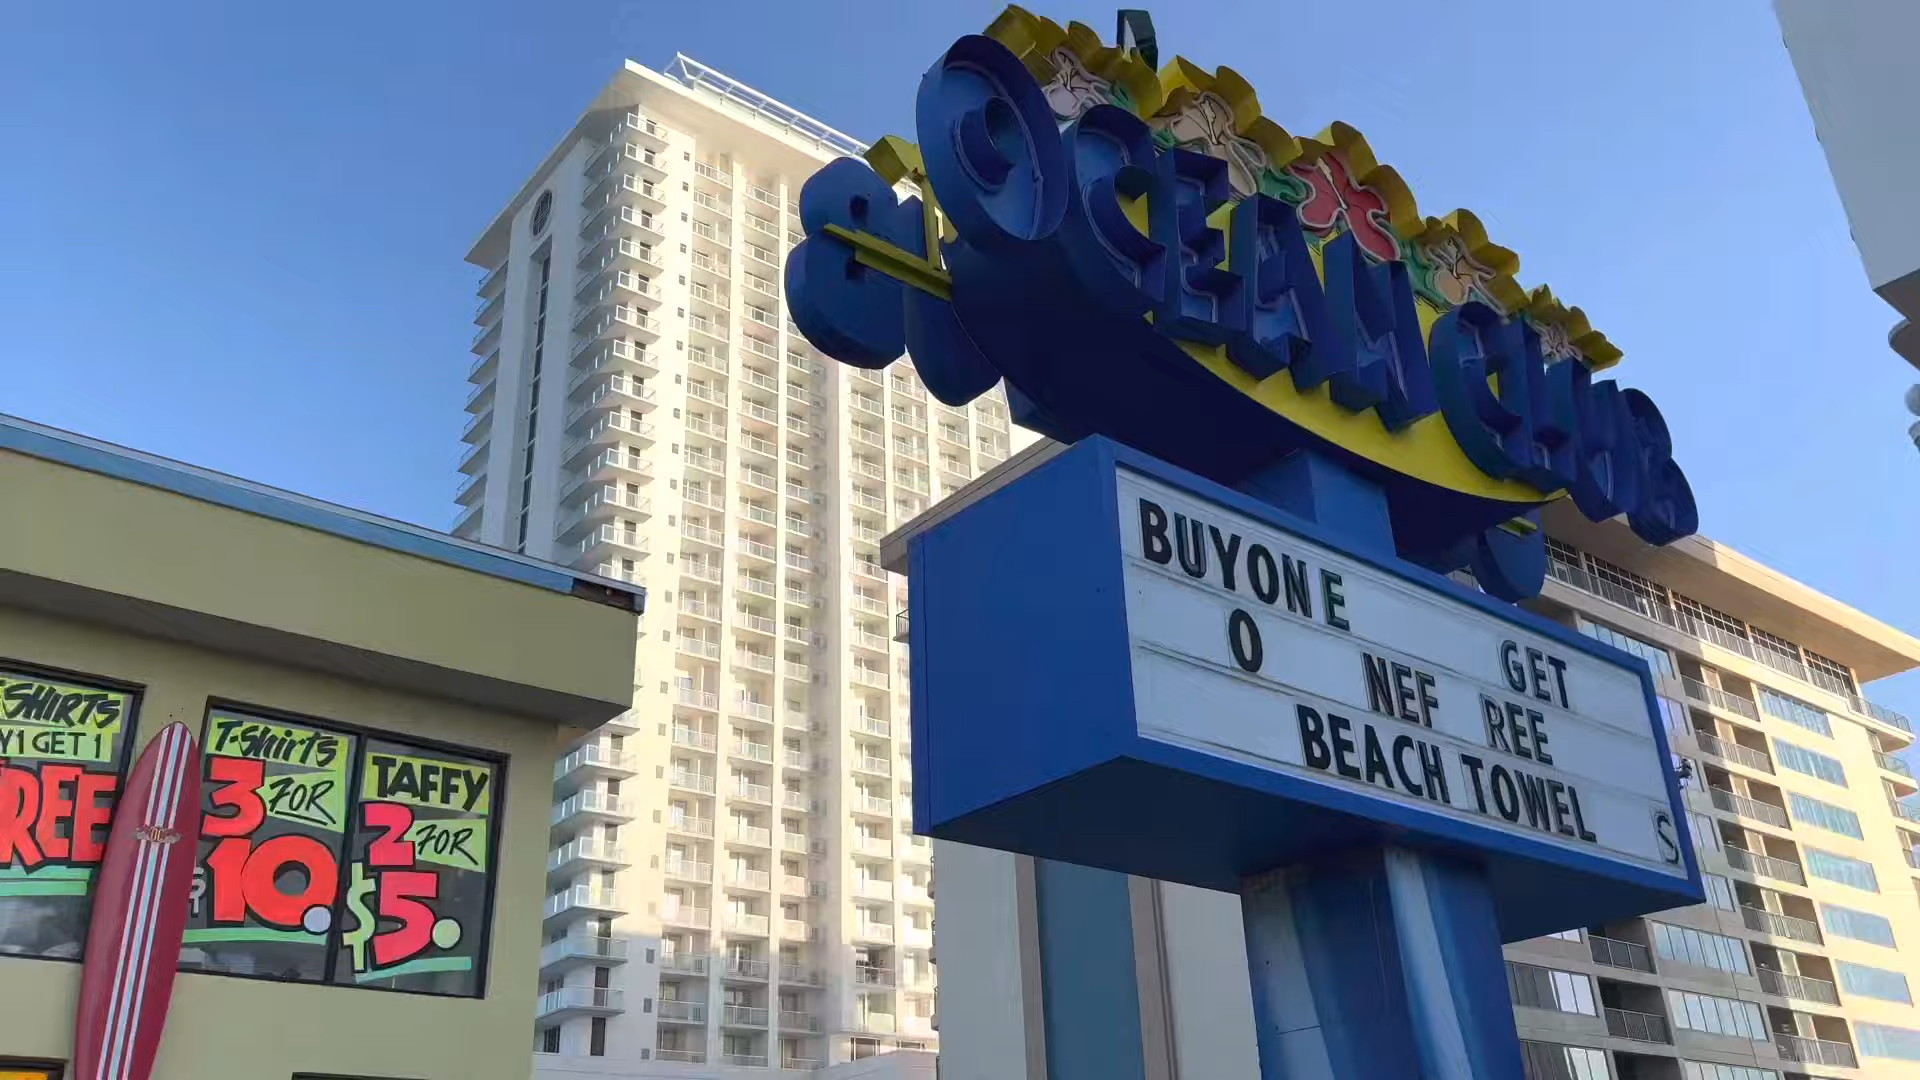 OCEAN GIFTS
BUYON E
GET
O NEF REE
BEACH TOWEL S
SHIRTS
Y1 GET 1
REE
T-Shirts
3 FOR
$10.
TAFFY
2 FOR
$5.